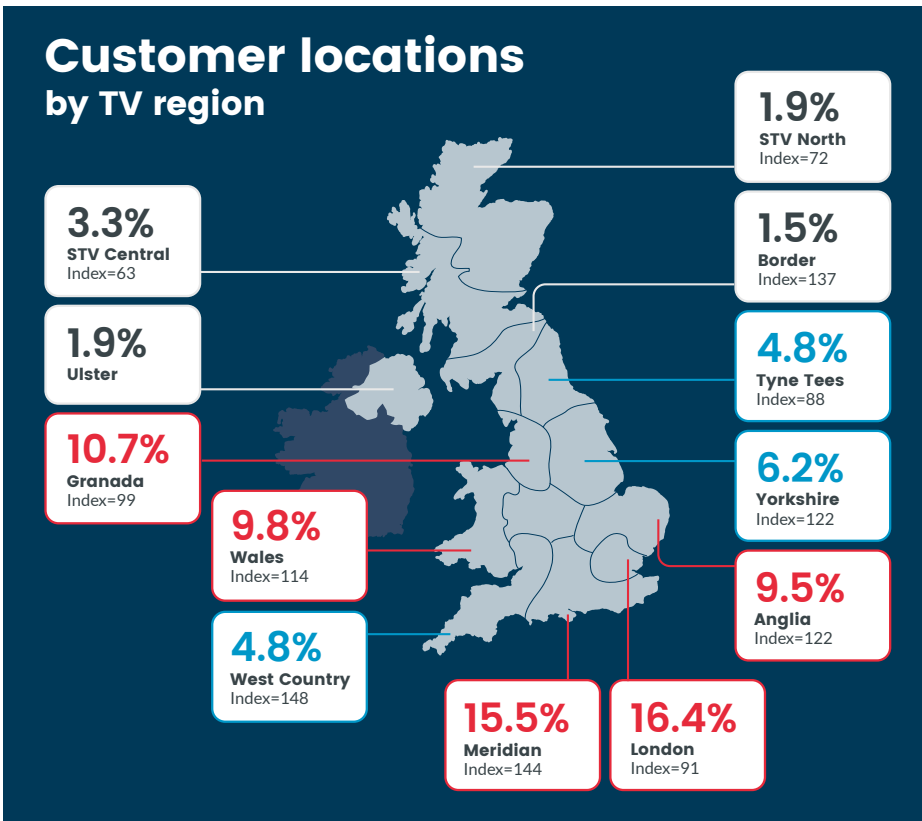 Customer locations
by TV region
1.9%
STV North
Index=72
3.3%
STV Central
Index=63
1.5%
Border
Index=137
1.9%
Ulster
4.8%
Tyne Tees
Index=88
10.7%
Granada
Index=99
6.2%
Yorkshire
Index=122
9.8%
Wales
Index=114
9.5%
Anglia
Index=122
4.8%
West Country
Index=148
15.5%
Meridian
Index=144
16.4%
London
Index=91